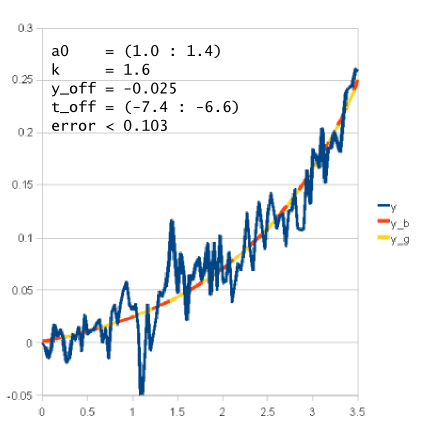 0.3
a0 = (1.0 : 1.4)
k = 1.6
y_off = -0.025
t_off = (-7.4 : -6.6)
error < 0.103
0.25
0.2
0.15
0.1
0.05
0
-0.05
y
y_b
y_g
0 0.5 1 1.5 2 2.5 3 3.5